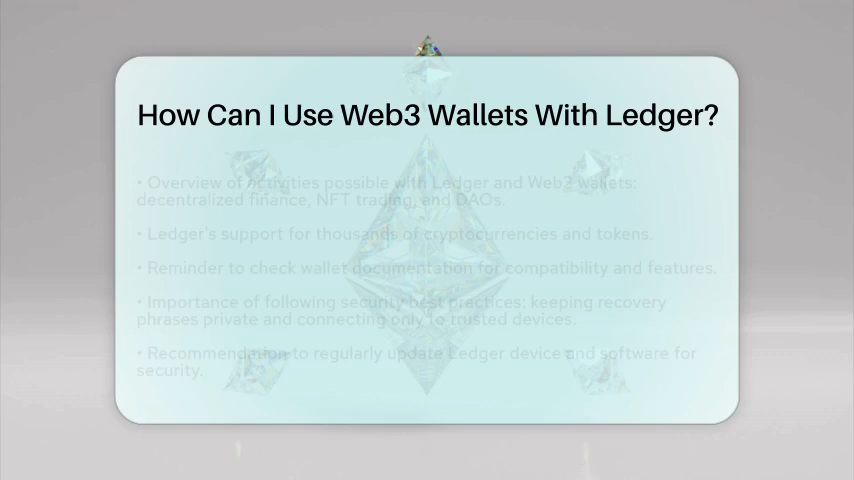 How Can I Use Web3 Wallets With Ledger?
• Overview of activities possible with Ledger and Web3 wallets:
decentralized finance, NFT trading, and DAOs.
• Ledger's support for thousands of cryptocurrencies and tokens.
• Reminder to check wallet documentation for compatibility and features.
• Importance of following security best practices: keeping recovery
phrases private and connecting only to trusted devices.
• Recommendation to regularly update Ledger device and software for
security.